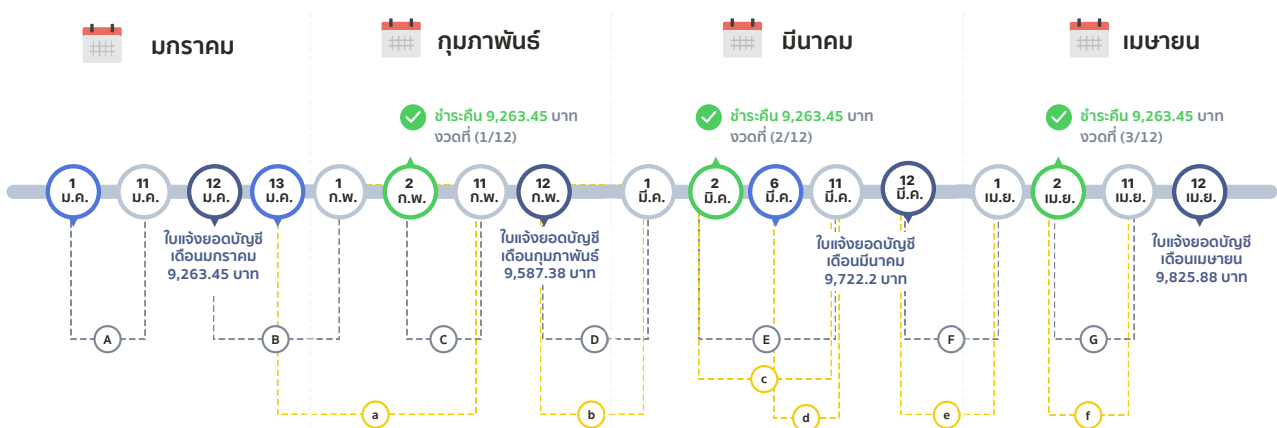 มกราคม
กุมภาพันธ์
มีนาคม
เมษายน
ชำระคืน 9,263.45 บาท
งวดที่ (1/12)
ชำระคืน 9,263.45 บาท
งวดที่ (2/12)
ชำระคืน 9,263.45 บาท
งวดที่ (3/12)
1
ม.ค.
11
ม.ค.
12
ม.ค.
13
ม.ค.
1
ก.พ.
2
ก.พ.
11
ก.พ.
12
ก.พ.
1
มี.ค.
2
มิ.ค.
6
มี.ค.
11
มี.ค.
12
มี.ค.
1
เม.ย.
2
เม.ย.
11
เม.ย.
12
เม.ย.
ใบแจ้งยอดบัญชี
เดือนมกราคม
9,263.45 บาท
ใบแจ้งยอดบัญชี
เดือนกุมภาพันธ์
9,587.38 บาท
ใบแจ้งยอดบัญชี
เดือนมีนาคม
9,722.2 บาท
ใบแจ้งยอดบัญชี
เดือนเมษายน
9,825.88 บาท
A
B
C
D
E
F
G
c
a
b
d
e
f